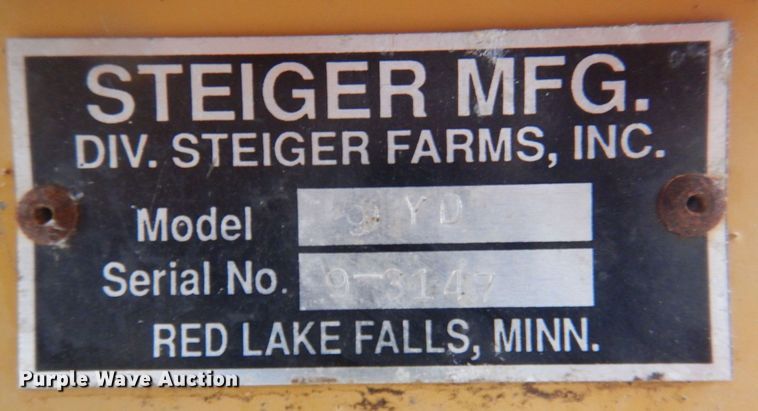 STEIGER MFG.
DIV. STEIGER FARMS, INC.
Model 9 YD
Serial No. 9-3147
RED LAKE FALLS, MINN.
Purple Wave Auction